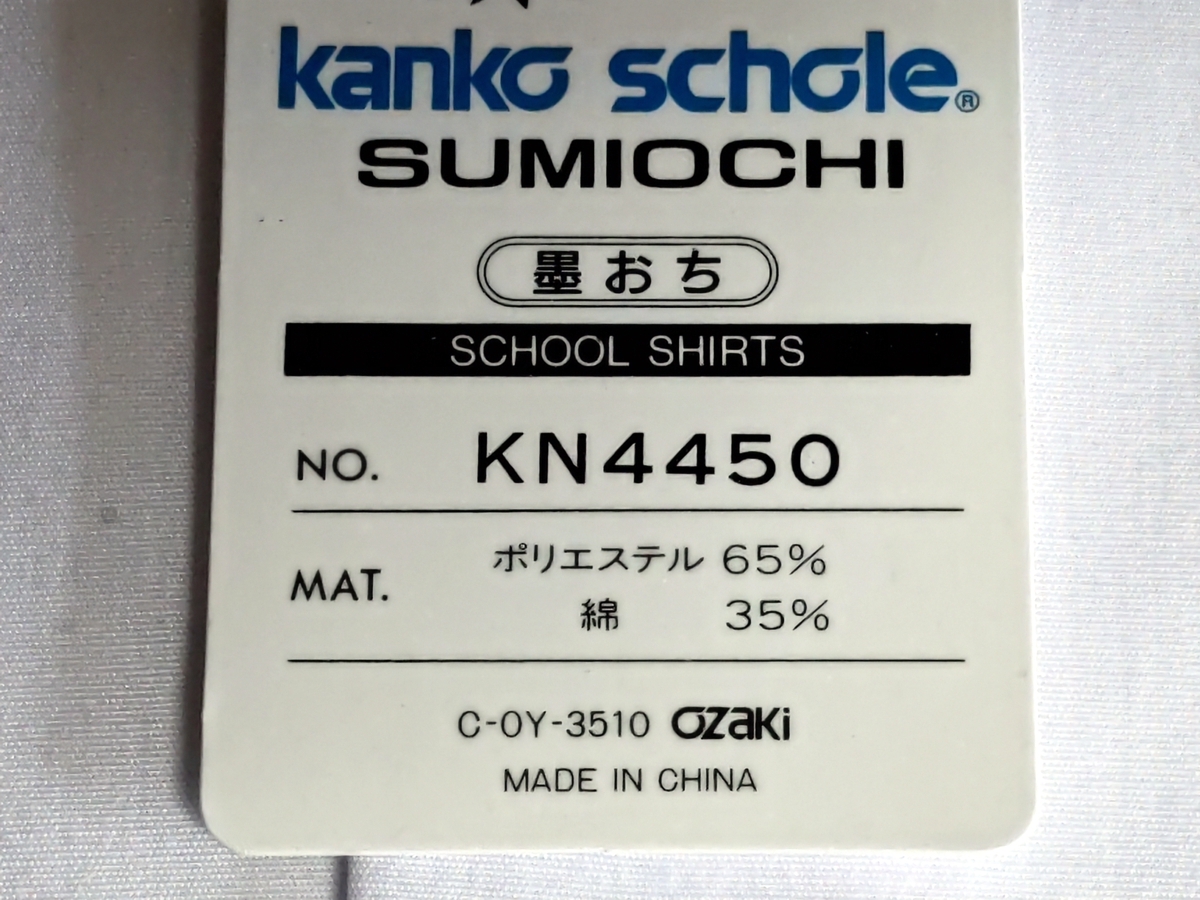 kanko schole®
SUMIOCHI
墨おち
SCHOOL SHIRTS
NO. KN4450
MAT. ポリエステル 65%
綿 35%
C-OY-3510 OZAKi
MADE IN CHINA